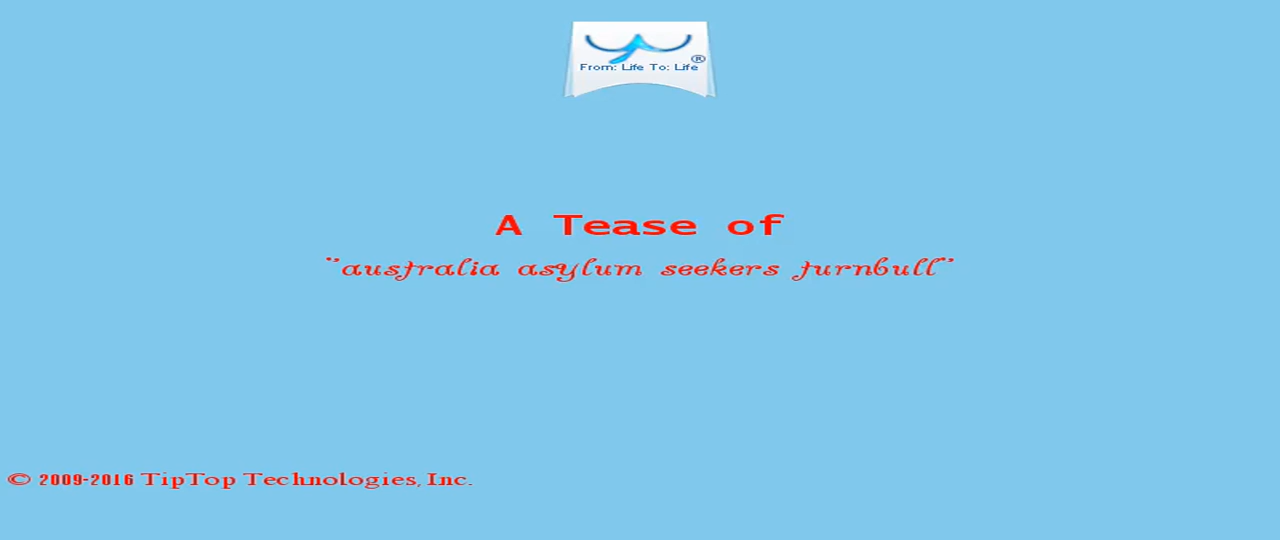 From: Life To: Life®
A Tease of
"australia asylum seekers turnbull"
© 2009-2016 TipTop Technologies, Inc.